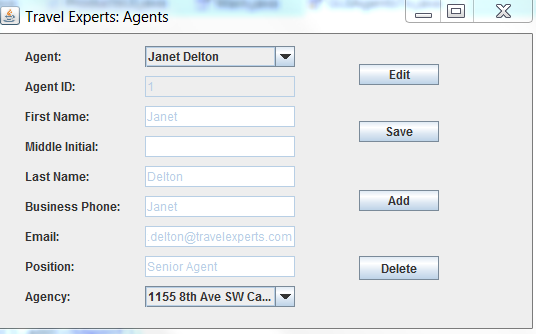 Travel Experts: Agents
Agent: Janet Delton
Agent ID: 1
Edit
First Name: Janet
Save
Middle Initial:
Last Name: Delton
Business Phone: Janet
Add
Email: .delton@travelexperts.com
Position: Senior Agent
Delete
Agency: 1155 8th Ave SW Ca...